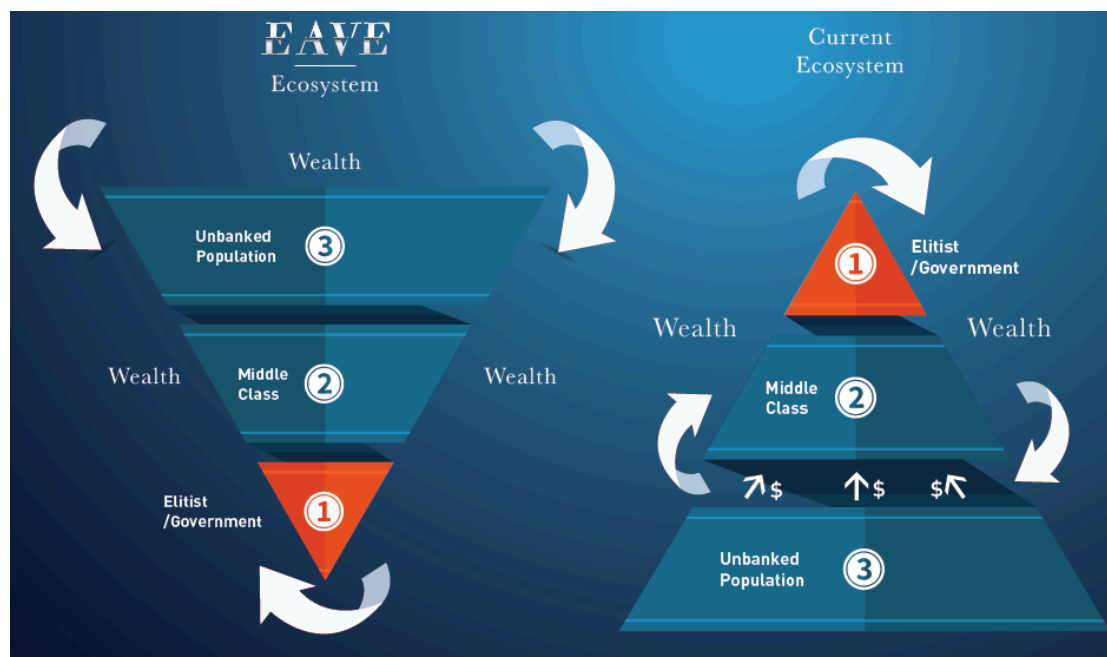 EAVE
Ecosystem
Wealth
Unbanked
Population
3
Wealth
Middle
Class
2
Wealth
Elitist
/Government
1
Current
Ecosystem
1
Elitist
/Government
Wealth
Wealth
Middle
Class
2
$
$
$
Unbanked
Population
3